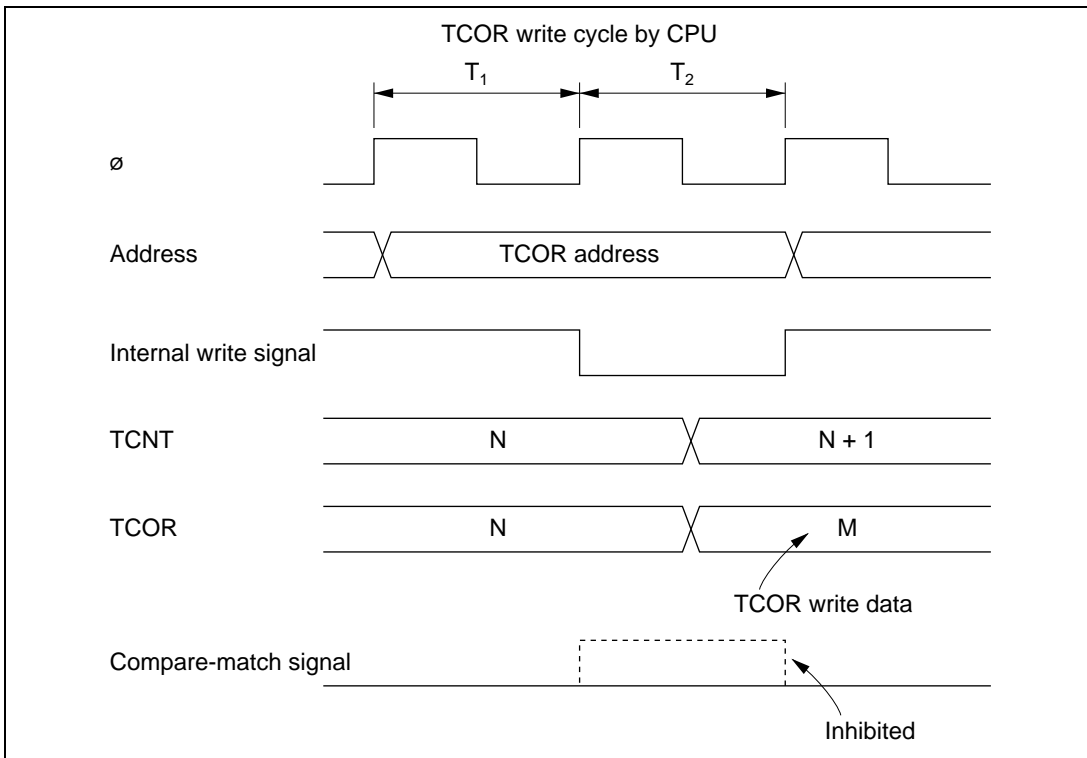 TCOR write cycle by CPU
T1 T2
ø
Address TCOR address
Internal write signal
TCNT N N + 1
TCOR N M
TCOR write data
Compare-match signal
Inhibited